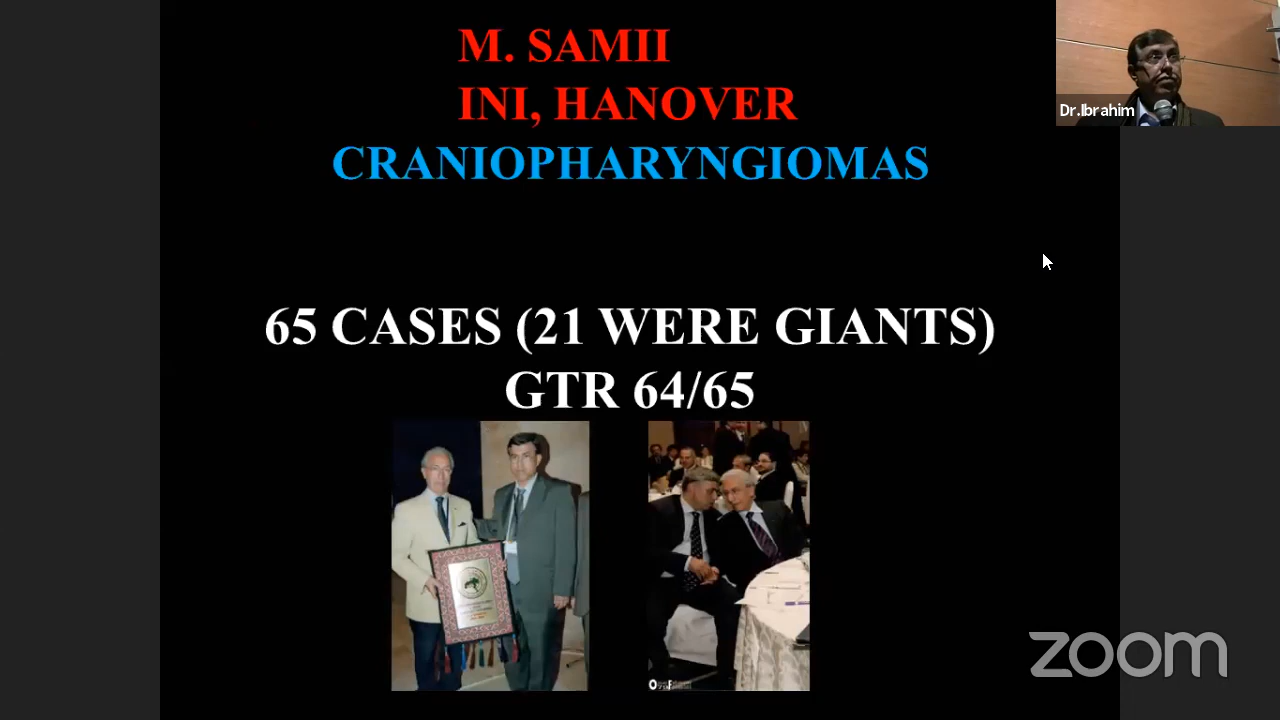 M. SAMII
INI, HANOVER
CRANIOPHARYNGIOMAS
65 CASES (21 WERE GIANTS)
GTR 64/65
Dr.Ibrahim
zoom